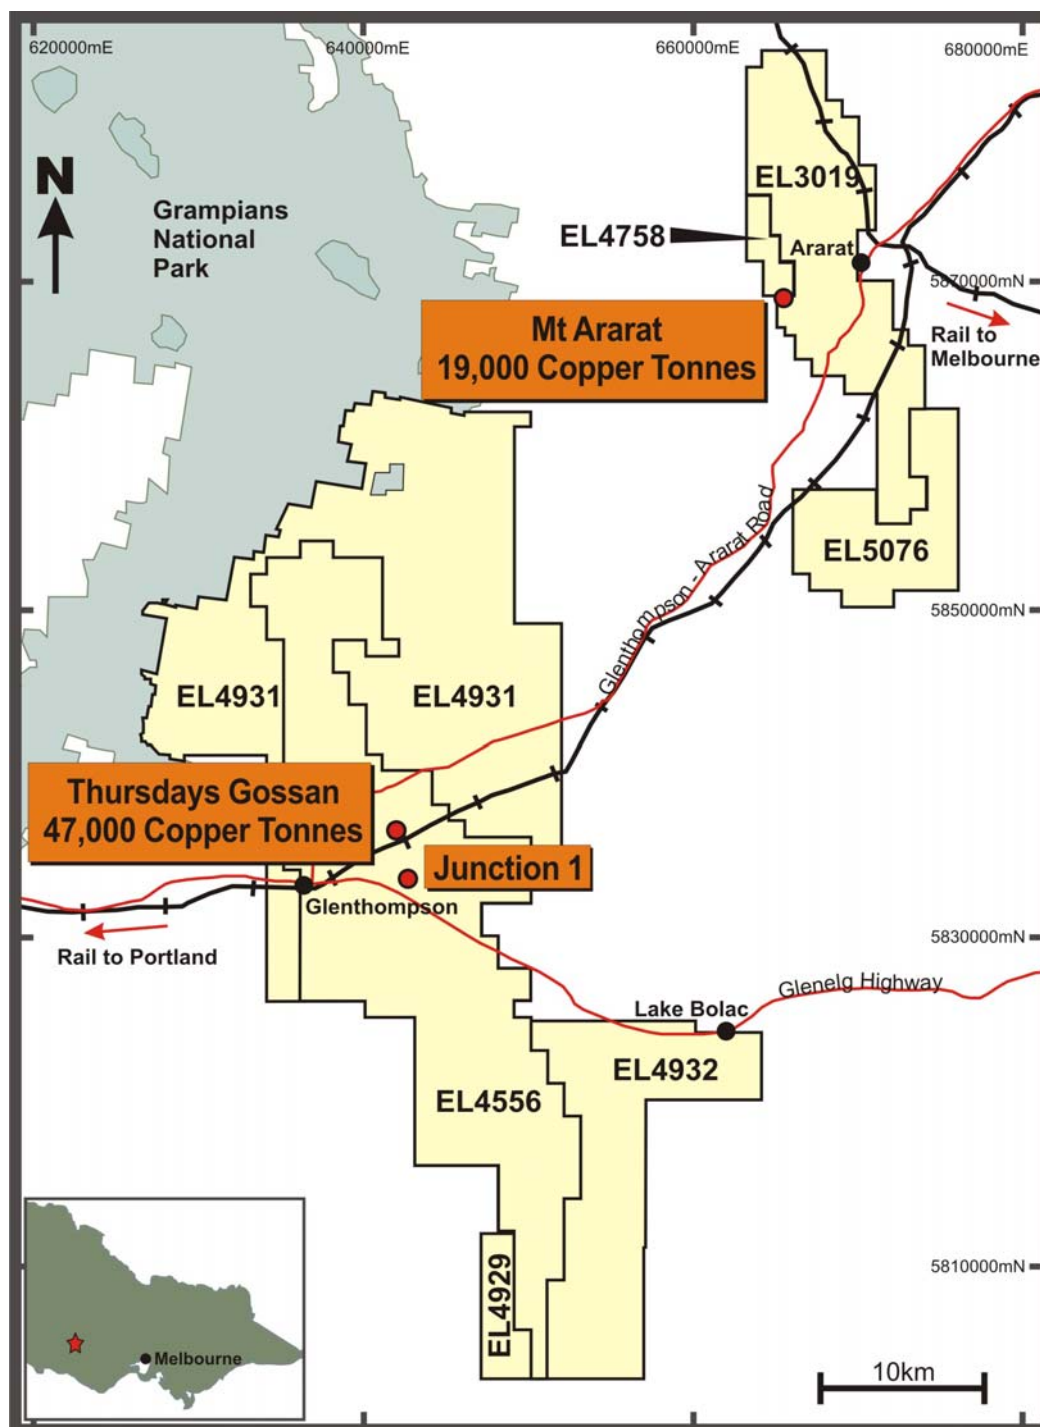 620000mE
640000mE
660000mE
680000mE
N
Grampians
National
Park
EL3019
EL4758
Ararat
5870000mN
Mt Ararat
19,000 Copper Tonnes
Rail to
Melbourne
Glenthompson - Ararat Road
EL5076
5850000mN
EL4931
EL4931
Thursdays Gossan
47,000 Copper Tonnes
Junction 1
Glenthompson
5830000mN
Rail to Portland
Glenelg Highway
Lake Bolac
EL4932
EL4556
EL4929
5810000mN
Melbourne
10km